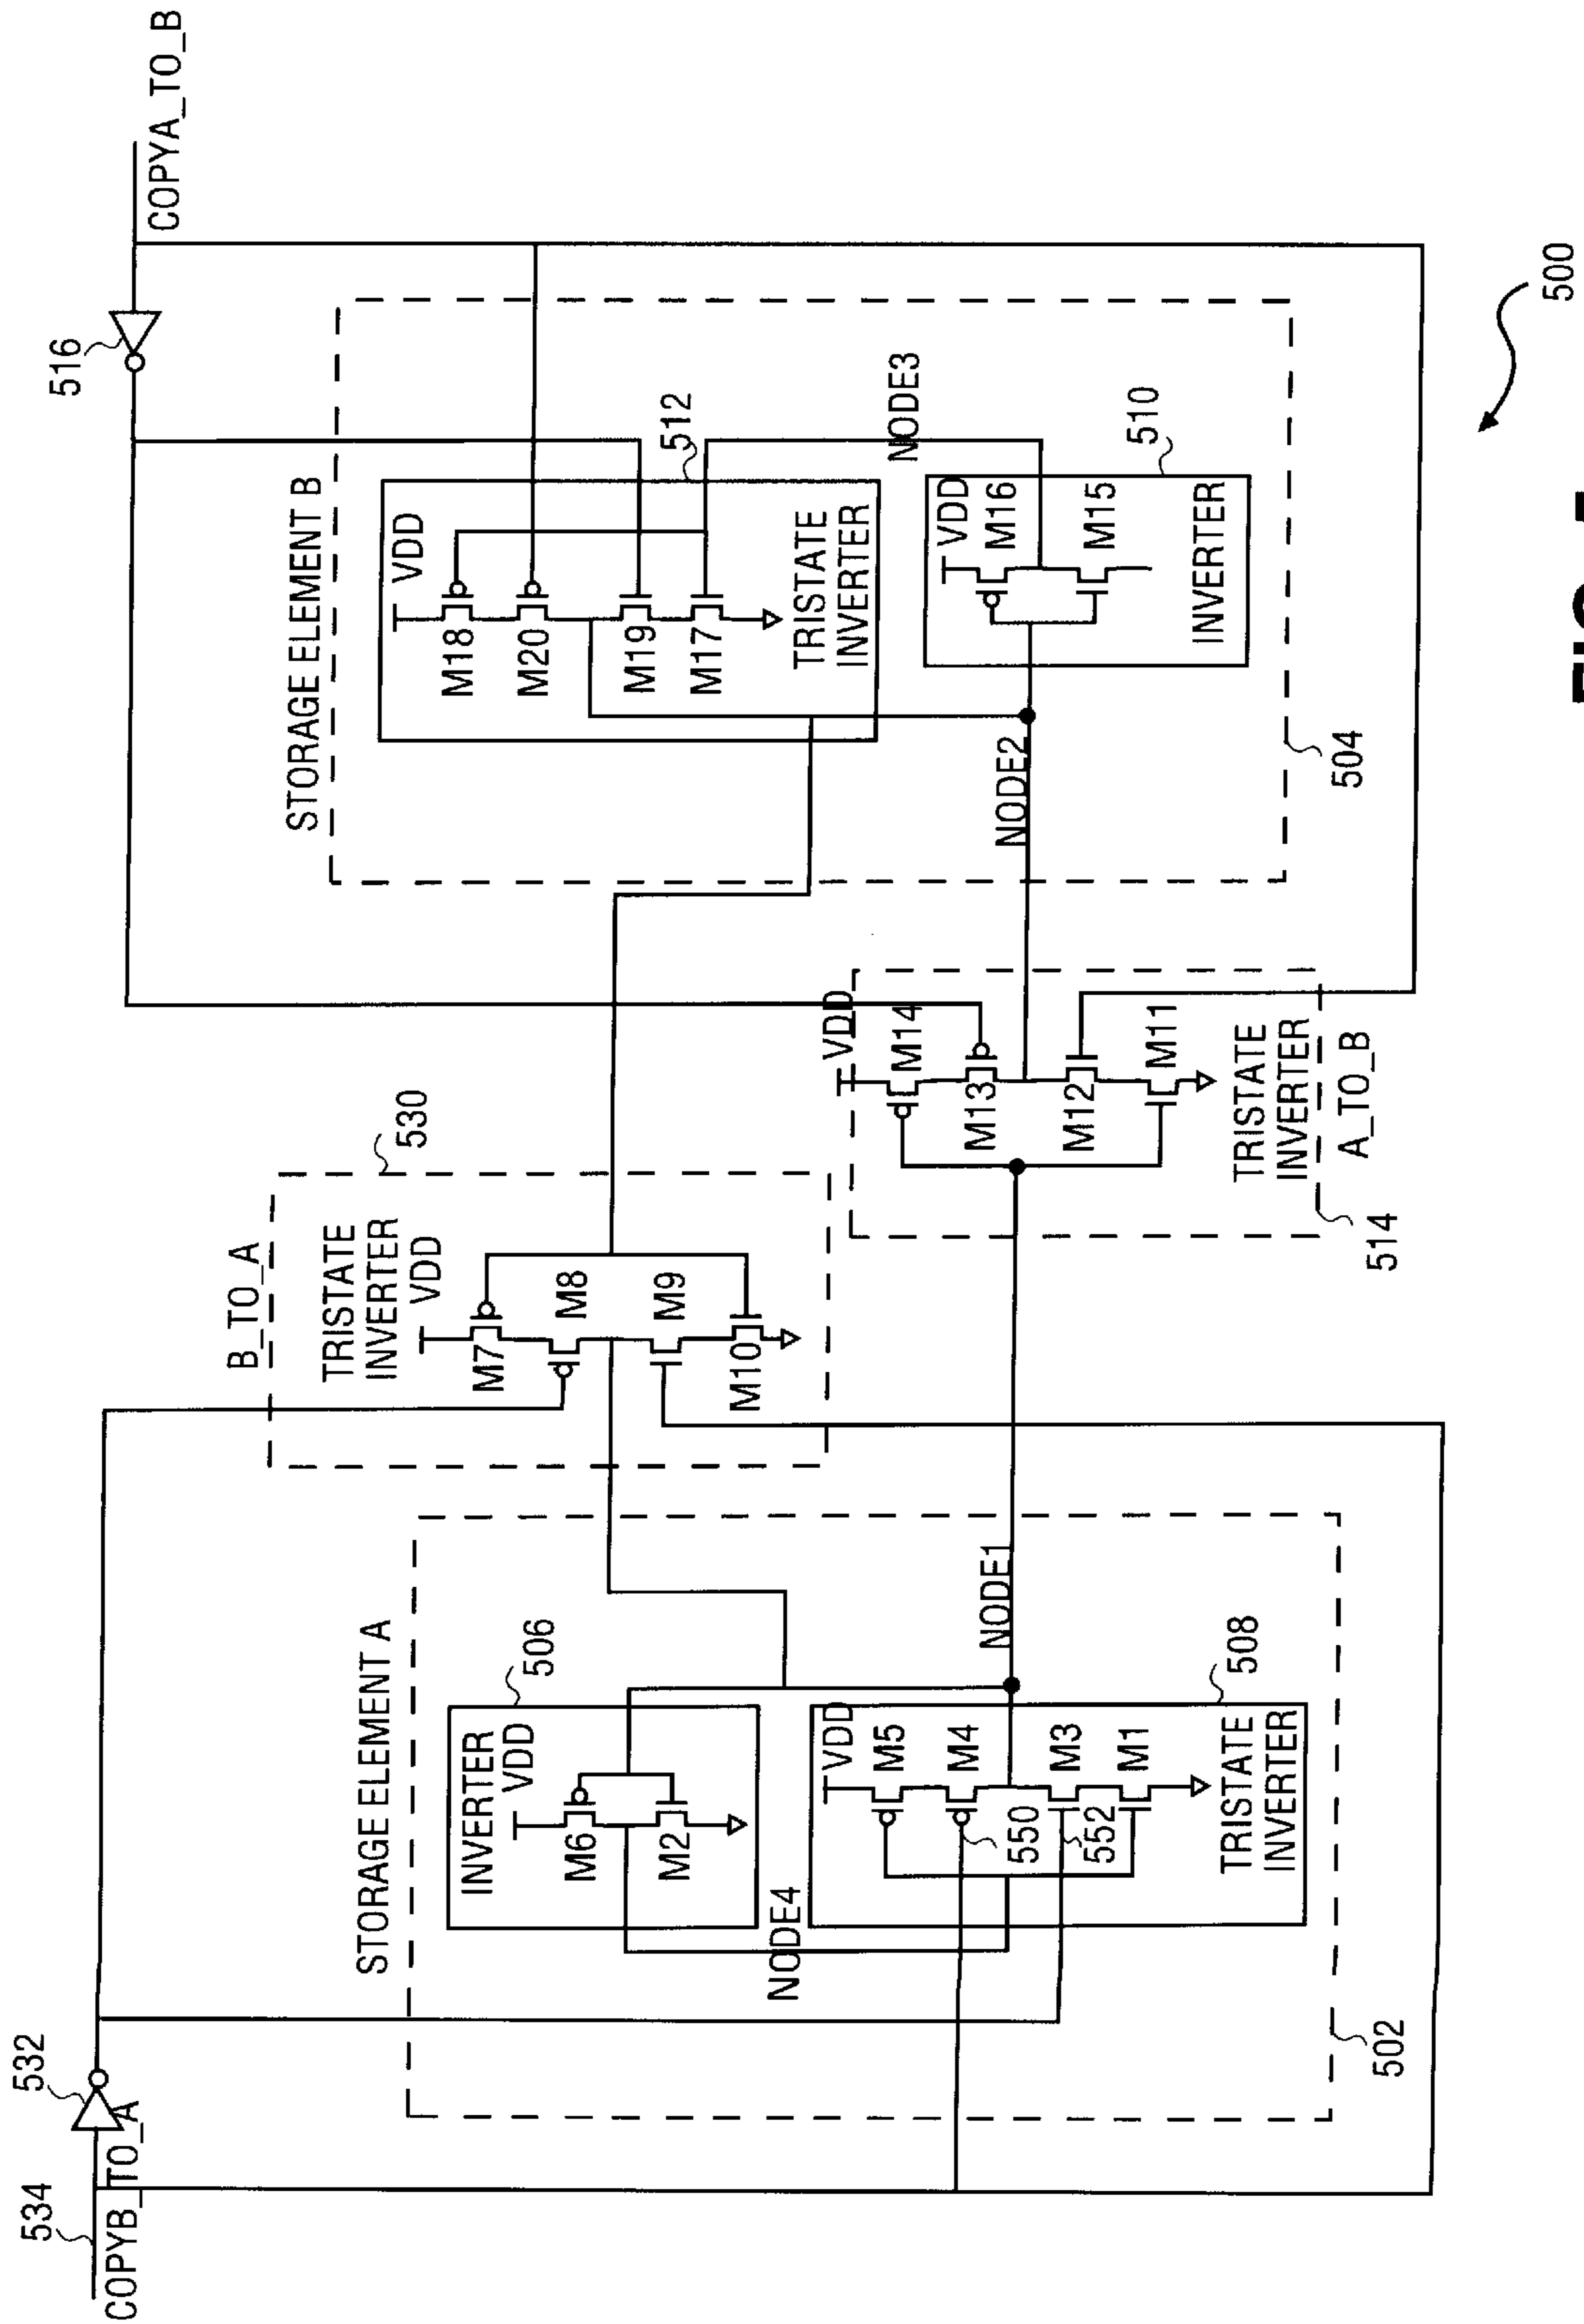 534
COPYB_TO_A
532
516
COPYA_TO_B
B_TO_A
530
TRISTATE
INVERTER
VDD
M7
M8
M9
M10
STORAGE ELEMENT A
506
INVERTER
VDD
M6
M2
NODE4
VDD
M5
M4
M3
M1
550
552
TRISTATE
INVERTER
508
NODE1
502
VDD
M14
M13
M12
M11
TRISTATE
INVERTER
A_TO_B
514
STORAGE ELEMENT B
VDD
M18
M20
M19
M17
512
TRISTATE
INVERTER
NODE3
NODE2
VDD
M16
M15
INVERTER
510
504
500